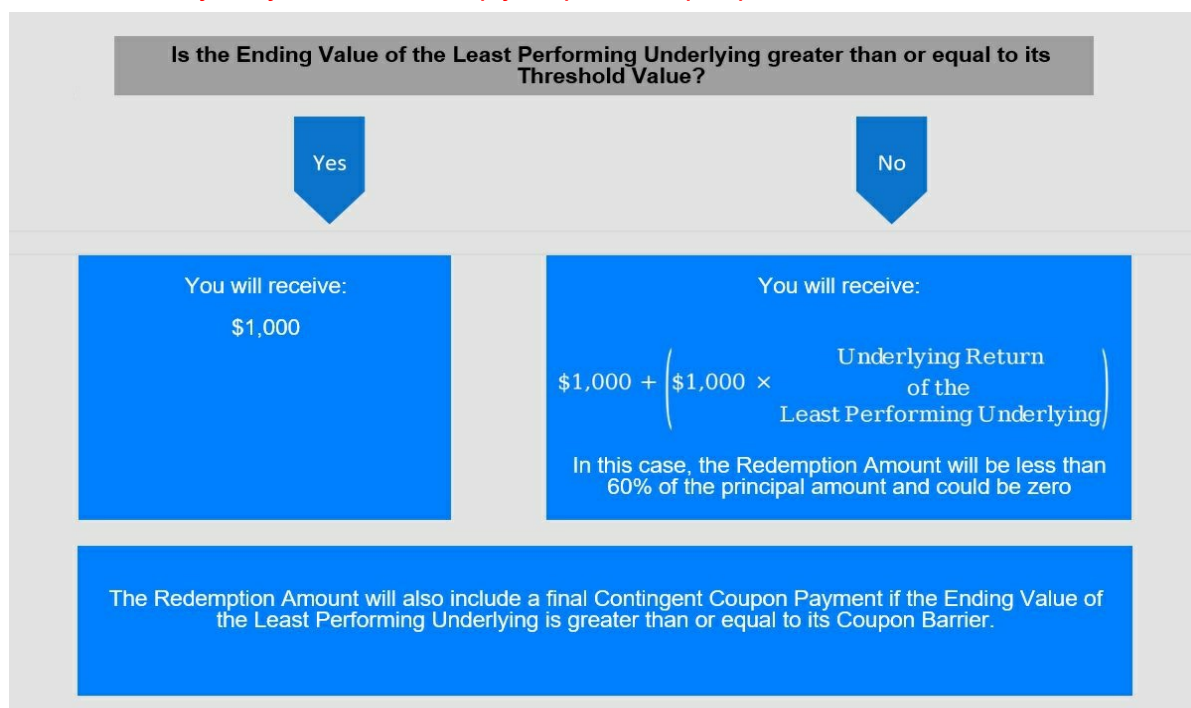 Is the Ending Value of the Least Performing Underlying greater than or equal to its
Threshold Value?
Yes
No
You will receive:
$1,000
You will receive:
$1,000 + ($1,000 × Underlying Return
of the
Least Performing Underlying)
In this case, the Redemption Amount will be less than
60% of the principal amount and could be zero
The Redemption Amount will also include a final Contingent Coupon Payment if the Ending Value of
the Least Performing Underlying is greater than or equal to its Coupon Barrier.